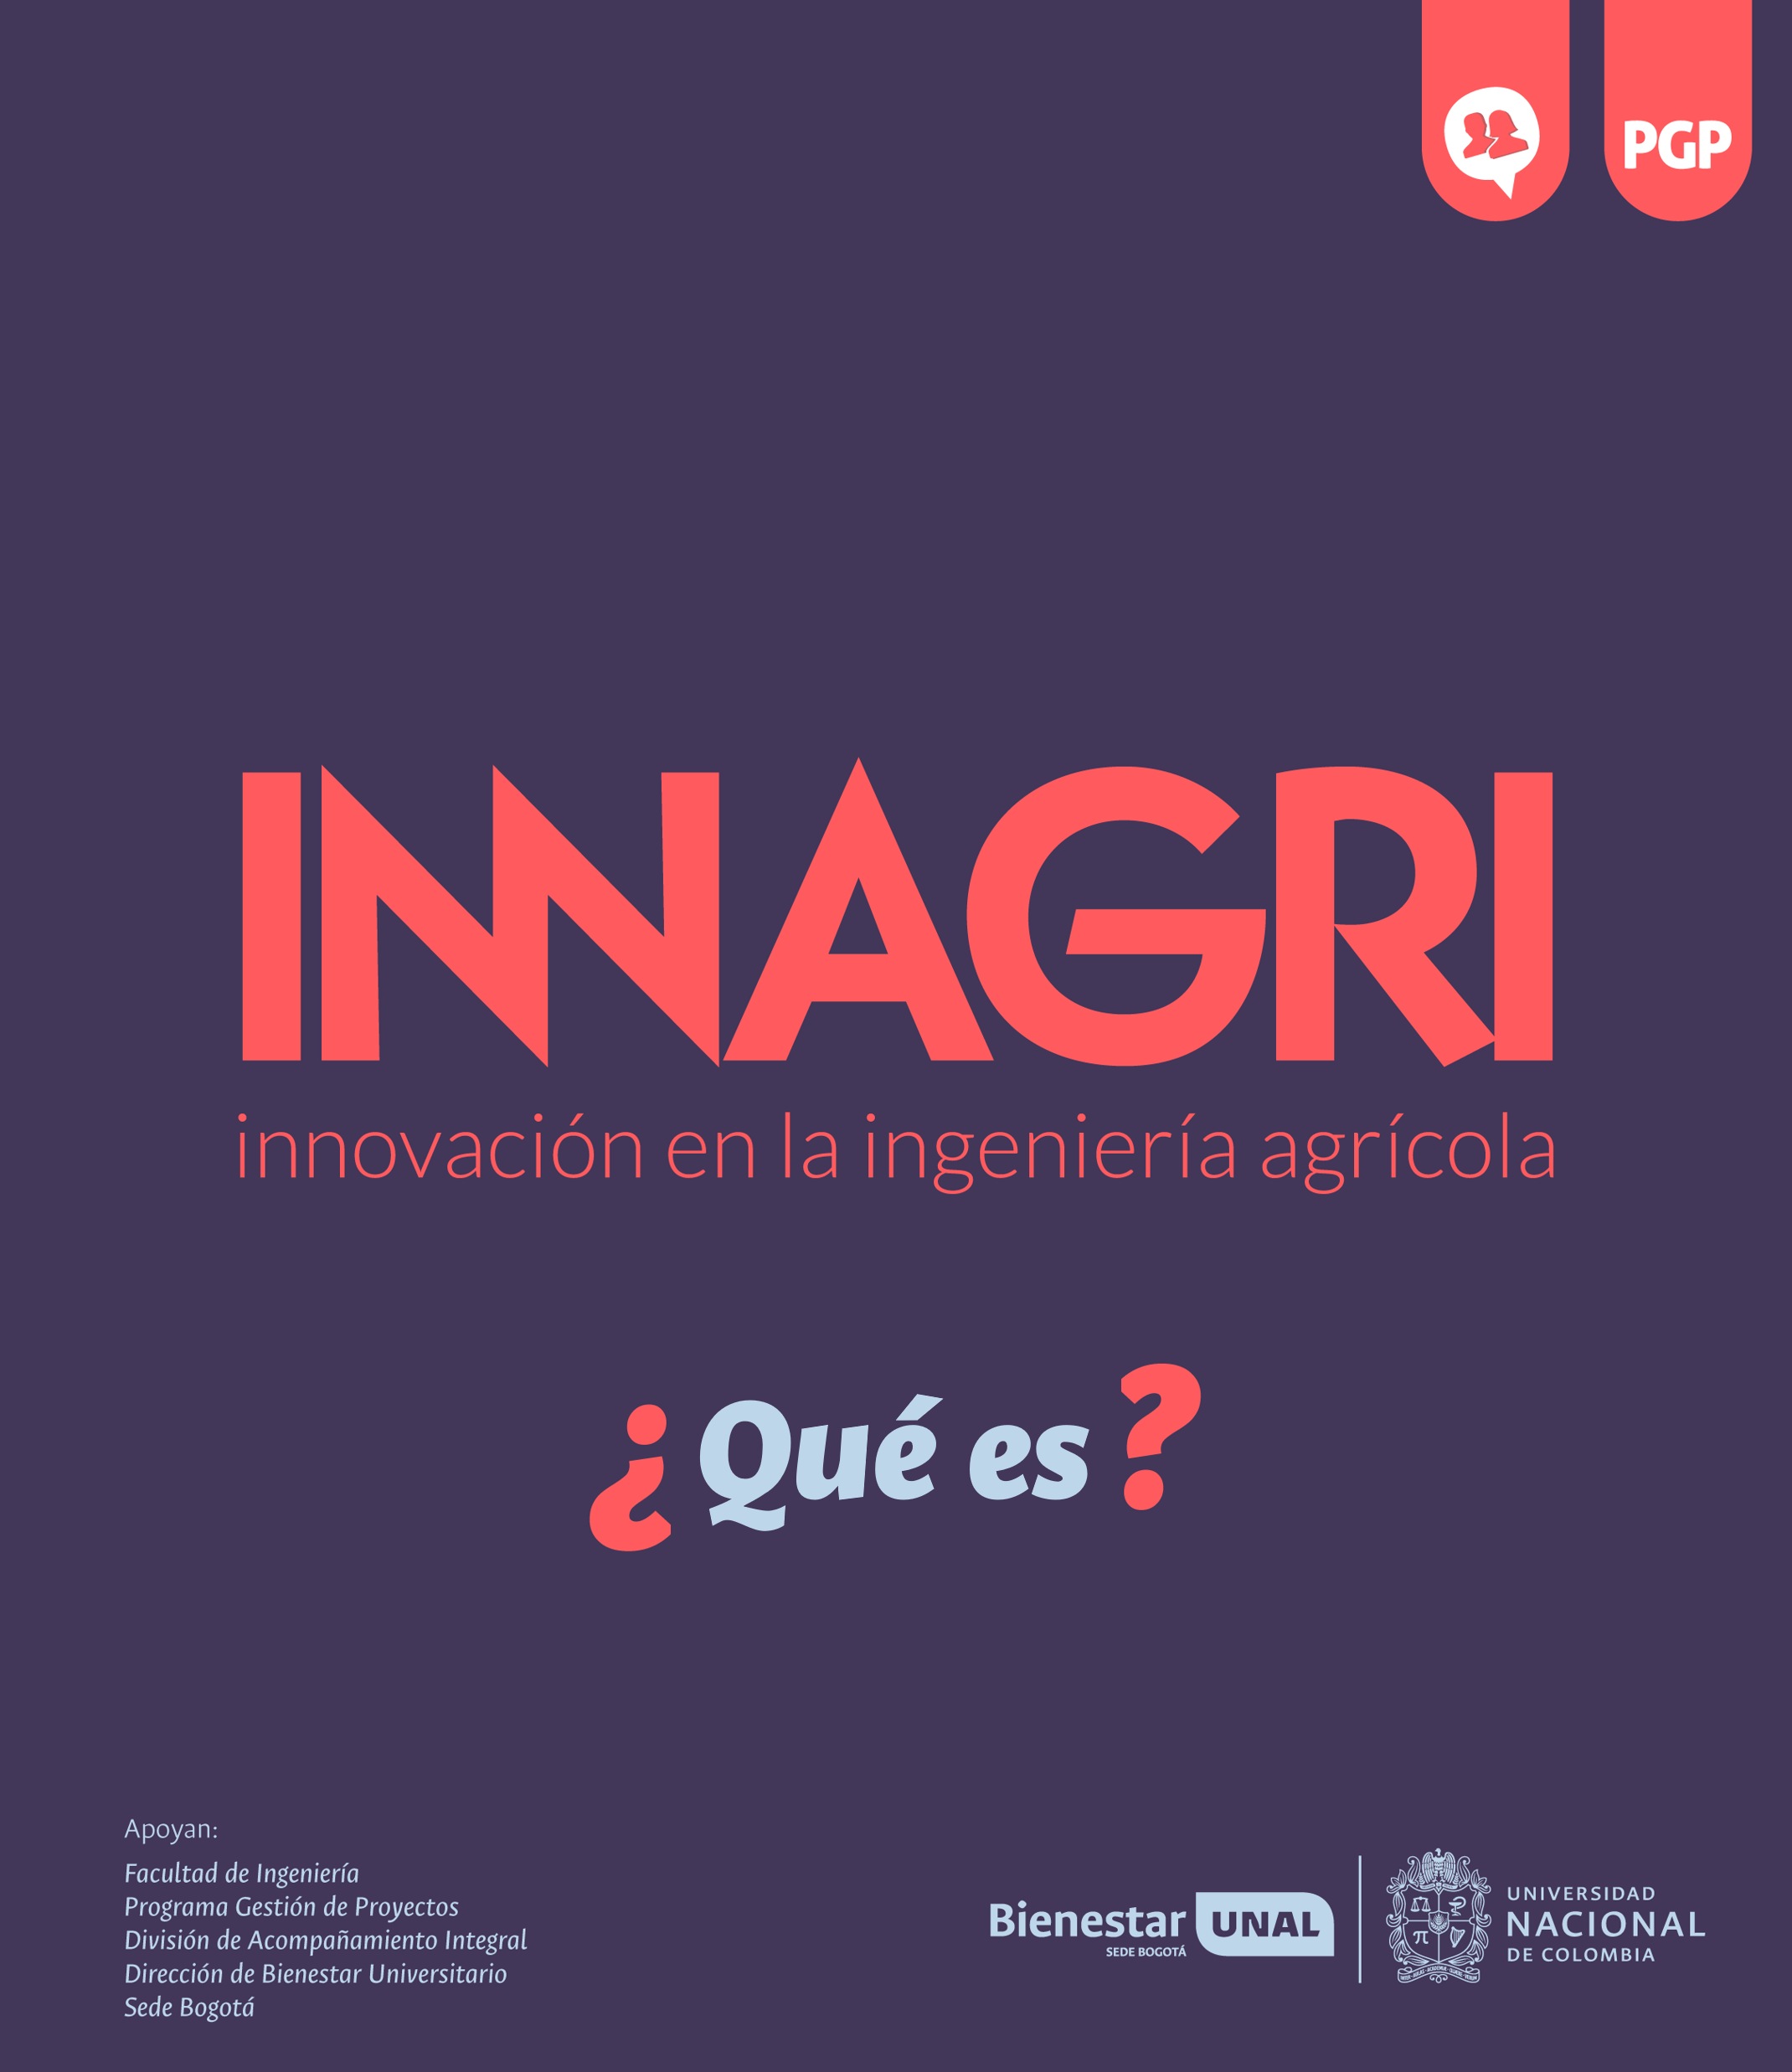 PGP
INNAGRI
innovación en la ingeniería agrícola
¿Qué es?
Apoyan:
Facultad de Ingeniería
Programa Gestión de Proyectos
División de Acompañamiento Integral
Dirección de Bienestar Universitario
Sede Bogotá
Bienestar UNAL
SEDE BOGOTÁ
UNIVERSIDAD
NACIONAL
DE COLOMBIA